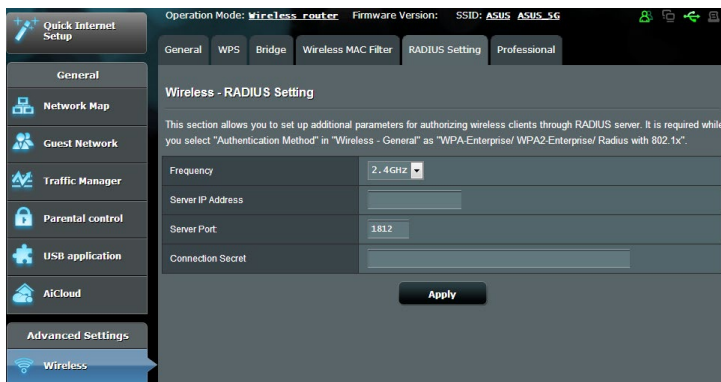 Quick Internet
Setup
Operation Mode: Wireless router Firmware Version: SSID: ASUS ASUS_5G
General WPS Bridge Wireless MAC Filter RADIUS Setting Professional
General
Network Map
Guest Network
Traffic Manager
Parental control
USB application
AiCloud
Advanced Settings
Wireless
Wireless - RADIUS Setting
This section allows you to set up additional parameters for authorizing wireless clients through RADIUS server. It is required while
you select "Authentication Method" in "Wireless - General" as "WPA-Enterprise/ WPA2-Enterprise/ Radius with 802.1x".
Frequency 2.4GHz
Server IP Address
Server Port: 1812
Connection Secret
Apply